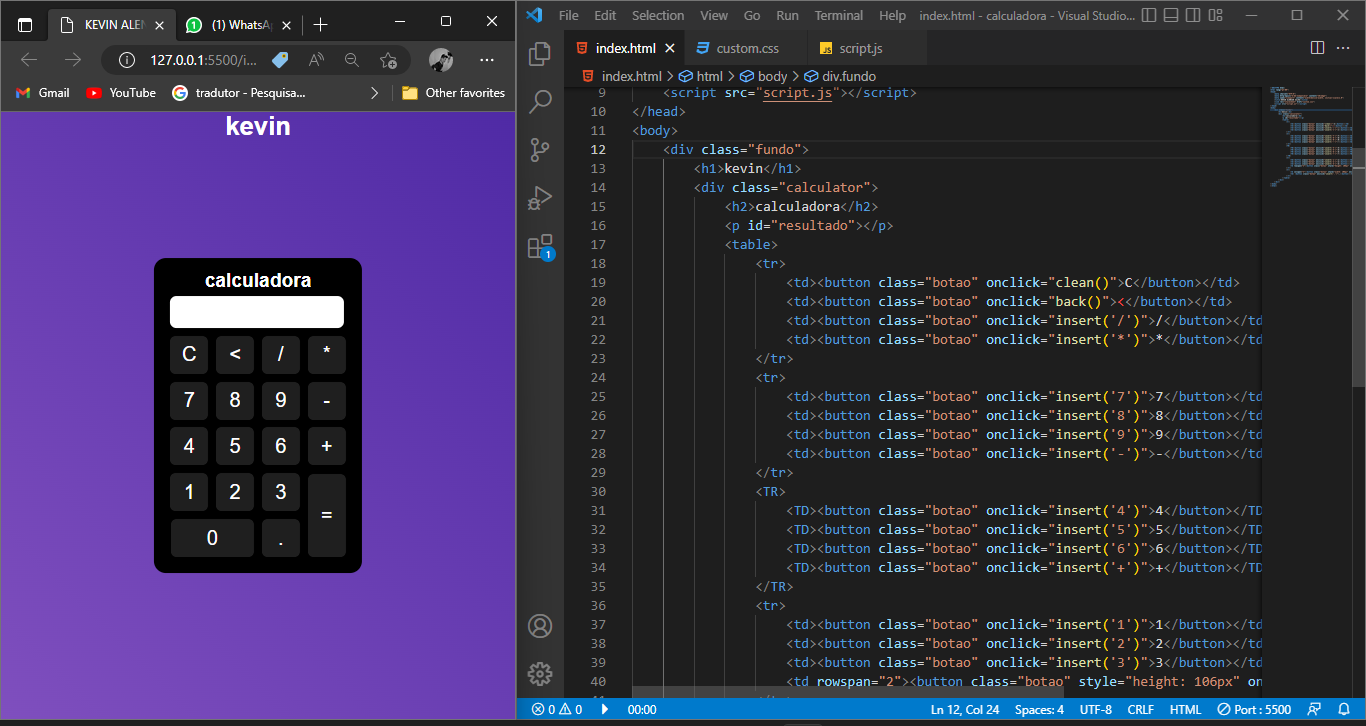 KEVIN ALEN
(1) WhatsAp
127.0.0.1:5500/i...
Gmail
YouTube
tradutor - Pesquisa...
Other favorites
kevin
calculadora
C < / *
7 8 9 -
4 5 6 +
1 2 3
=
0 .
File Edit Selection View Go Run Terminal Help index.html - calculadora - Visual Studio...
index.html custom.css JS script.js
index.html > html > body > div.fundo
9 <script src="script.js"></script>
10 </head>
11 <body>
12 <div class="fundo">
13 <h1>kevin</h1>
14 <div class="calculator">
15 <h2>calculadora</h2>
16 <p id="resultado"></p>
17 <table>
18 <tr>
19 <td><button class="botao" onclick="clean()">C</button></td>
20 <td><button class="botao" onclick="back()"><</button></td>
21 <td><button class="botao" onclick="insert('/')">/</button></td
22 <td><button class="botao" onclick="insert('*')">*</button></td
23 </tr>
24 <tr>
25 <td><button class="botao" onclick="insert('7')">7</button></td
26 <td><button class="botao" onclick="insert('8')">8</button></td
27 <td><button class="botao" onclick="insert('9')">9</button></td
28 <td><button class="botao" onclick="insert('-')">-</button></td
29 </tr>
30 <TR>
31 <TD><button class="botao" onclick="insert('4')">4</button></TD
32 <TD><button class="botao" onclick="insert('5')">5</button></TD
33 <TD><button class="botao" onclick="insert('6')">6</button></TD
34 <TD><button class="botao" onclick="insert('+')">+</button></TD
35 </TR>
36 <tr>
37 <td><button class="botao" onclick="insert('1')">1</button></td
38 <td><button class="botao" onclick="insert('2')">2</button></td
39 <td><button class="botao" onclick="insert('3')">3</button></td
40 <td rowspan="2"><button class="botao" style="height: 106px" on
1
0 0 00:00 Ln 12, Col 24 Spaces: 4 UTF-8 CRLF HTML Port : 5500